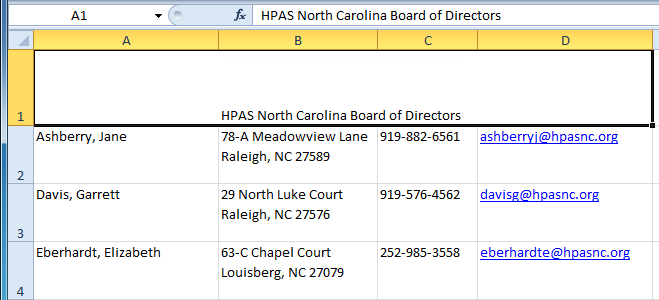 A1 fx HPAS North Carolina Board of Directors
A B C D
1 HPAS North Carolina Board of Directors
Ashberry, Jane 78-A Meadowview Lane 919-882-6561 ashberryj@hpasnc.org
2 Raleigh, NC 27589
Davis, Garrett 29 North Luke Court 919-576-4562 davisg@hpasnc.org
3 Raleigh, NC 27576
Eberhardt, Elizabeth 63-C Chapel Court 252-985-3558 eberhardte@hpasnc.org
4 Louisberg, NC 27079